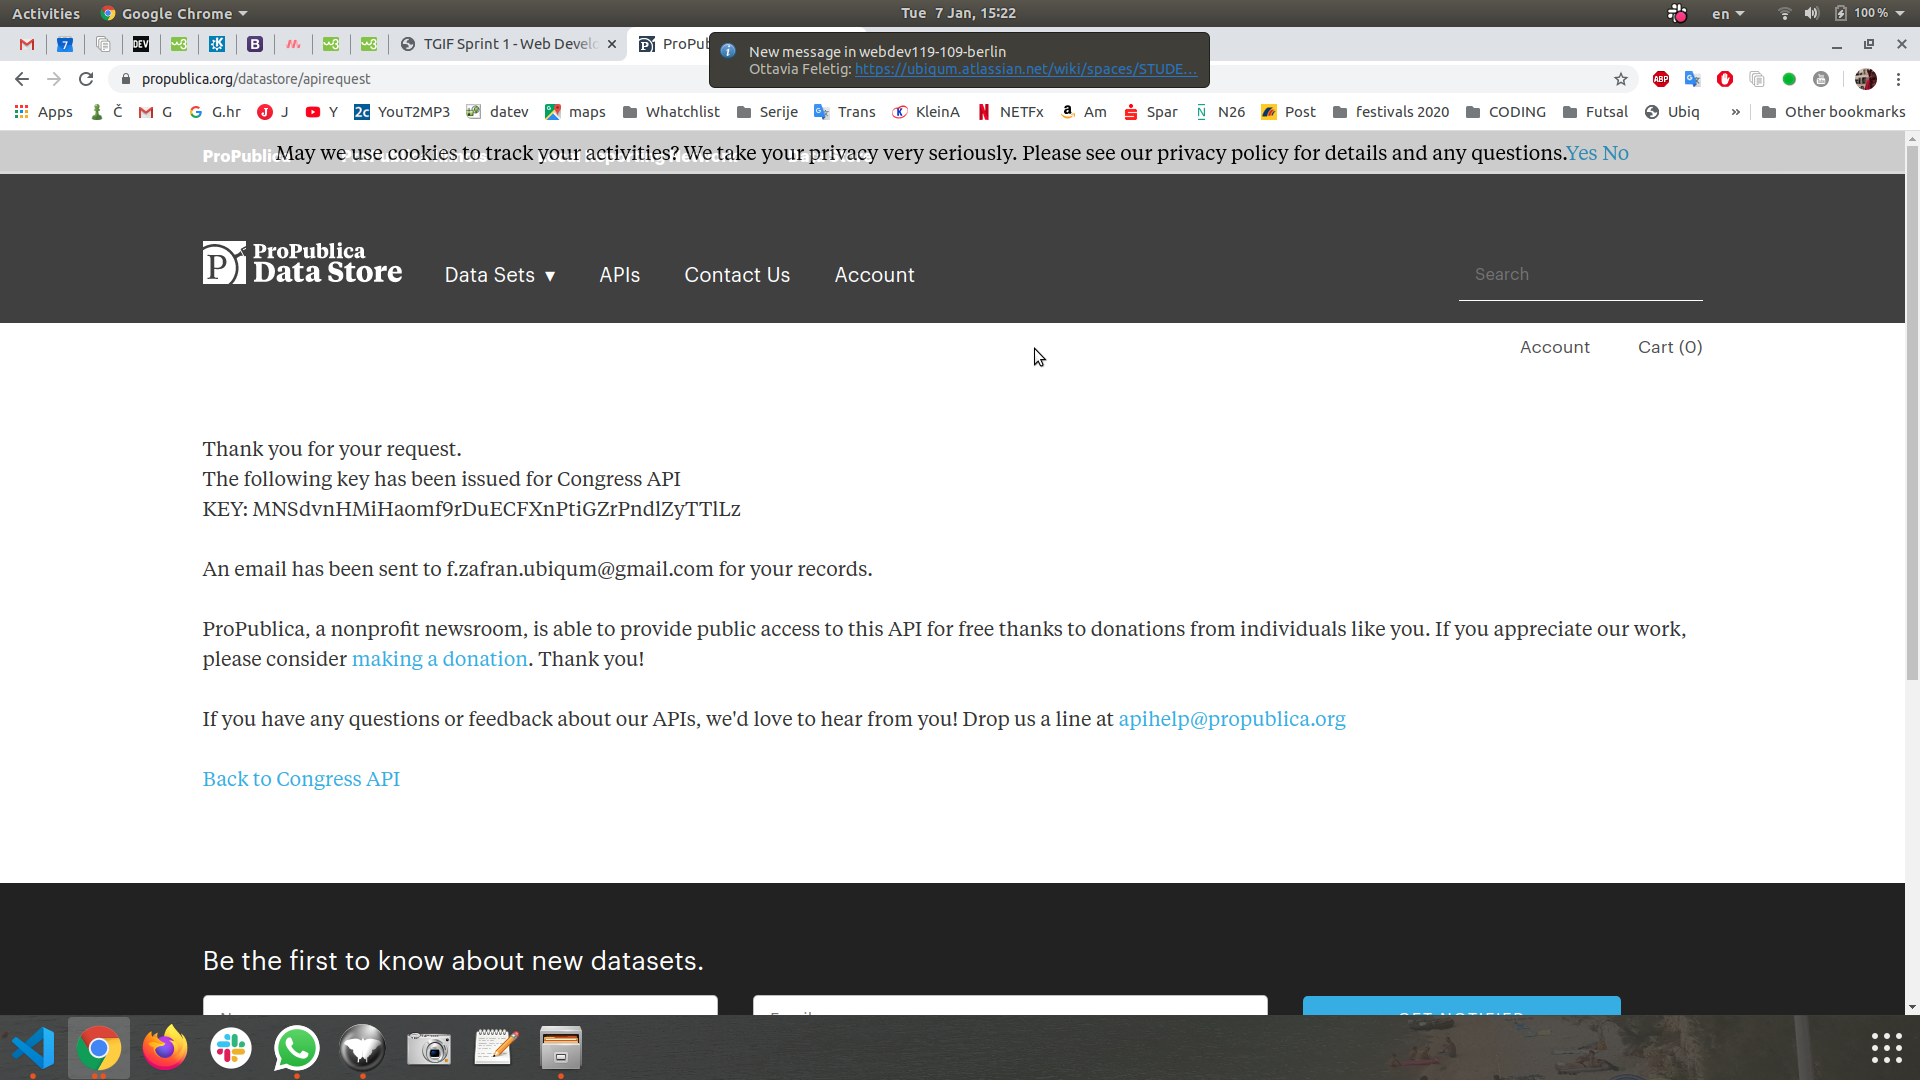 Activities
Google Chrome
Tue 7 Jan, 15:22
en
100 %
7
DEV
B
w3
TGIF Sprint 1 - Web Develo
ProPub
New message in webdev119-109-berlin
Ottavia Feletig: https://ubiqum.atlassian.net/wiki/spaces/STUDE...
propublica.org/datastore/apirequest
ABP
Apps
Č
G
G.hr
J
Y
YouT2MP3
datev
maps
Whatchlist
Serije
Trans
KleinA
NETFx
Am
Spar
N26
Post
festivals 2020
CODING
Futsal
Ubiq
»
Other bookmarks
ProPublica
May we use cookies to track your activities? We take your privacy very seriously. Please see our privacy policy for details and any questions.Yes No
ProPublica
Data Store
Data Sets ▾
APIs
Contact Us
Account
Search
Account
Cart (0)
Thank you for your request.
The following key has been issued for Congress API
KEY: MNSdvnHMiHaomf9rDuECFXnPtiGZrPndlZyTTlLz
An email has been sent to f.zafran.ubiqum@gmail.com for your records.
ProPublica, a nonprofit newsroom, is able to provide public access to this API for free thanks to donations from individuals like you. If you appreciate our work,
please consider making a donation. Thank you!
If you have any questions or feedback about our APIs, we'd love to hear from you! Drop us a line at apihelp@propublica.org
Back to Congress API
Be the first to know about new datasets.
GET NOTIFIED